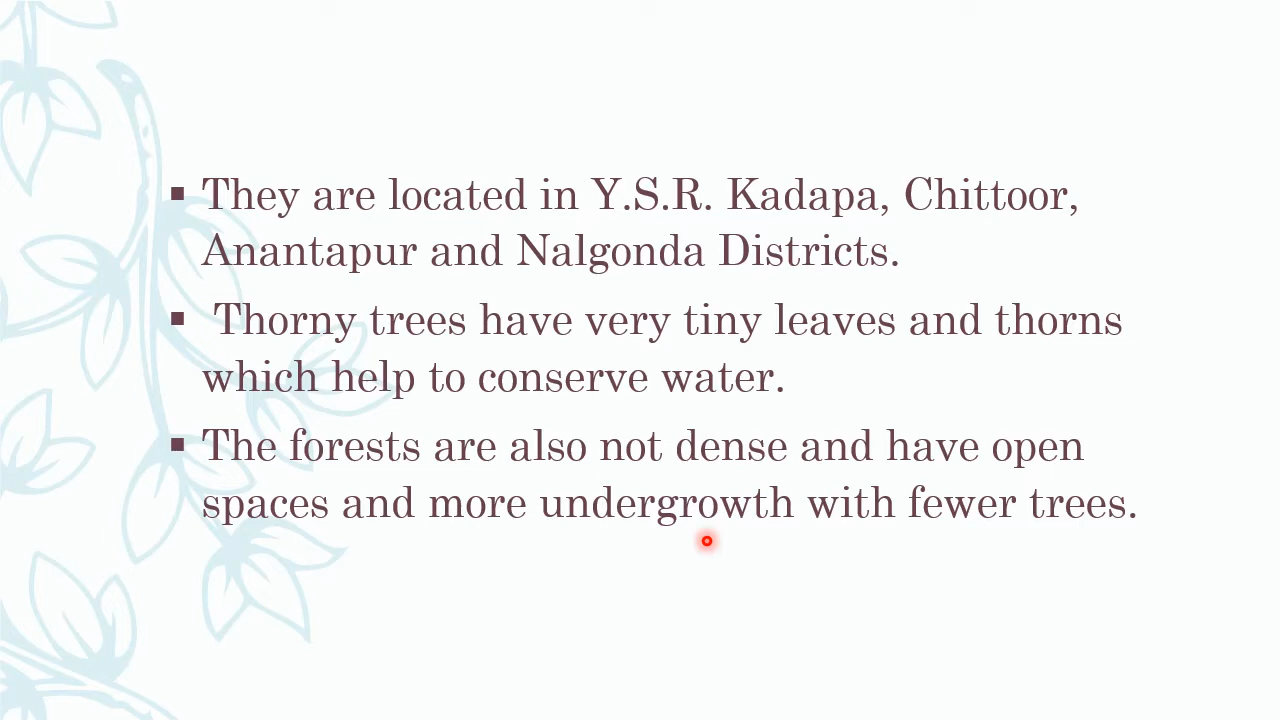 ▪ They are located in Y.S.R. Kadapa, Chittoor,
Anantapur and Nalgonda Districts.
▪ Thorny trees have very tiny leaves and thorns
which help to conserve water.
▪ The forests are also not dense and have open
spaces and more undergrowth with fewer trees.